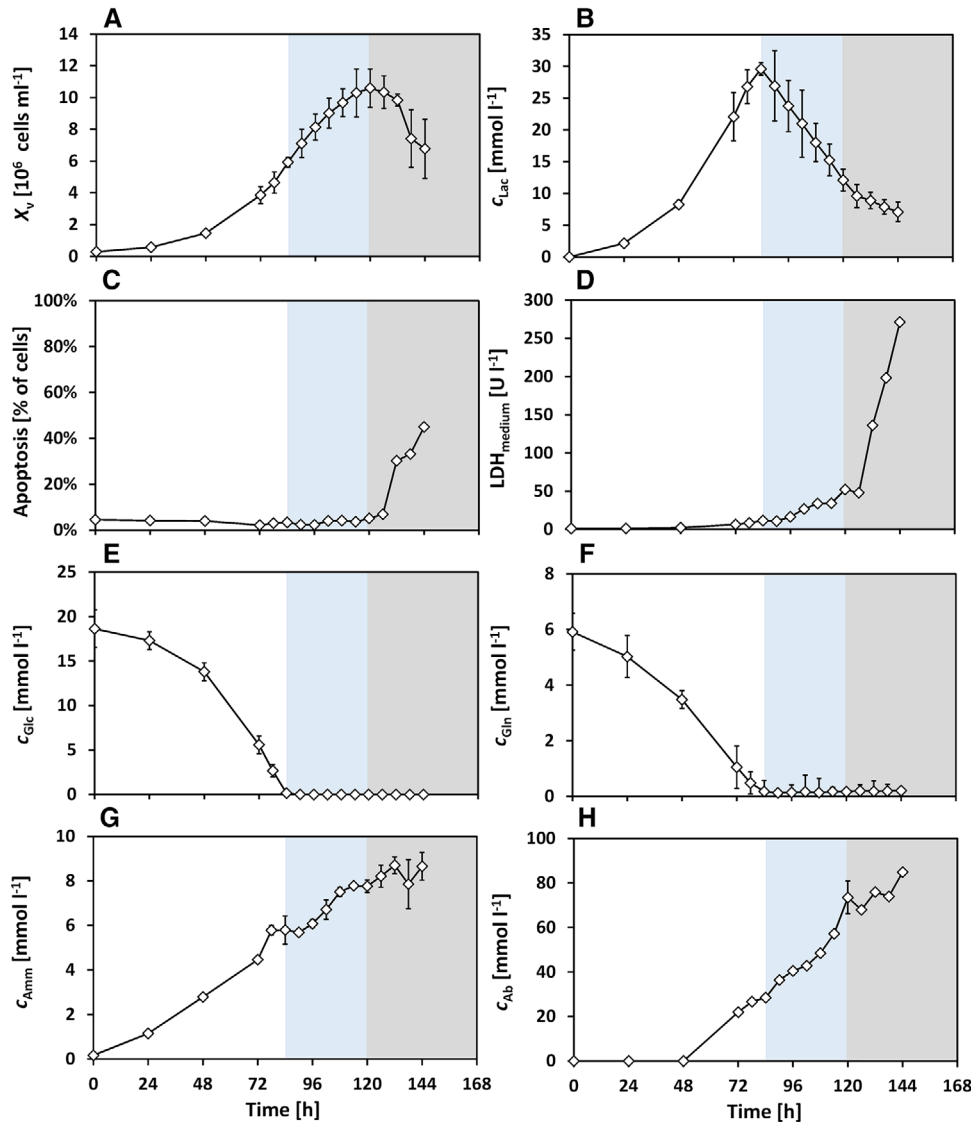 A
14
12
10
8
6
4
2
0
Xv [10⁶ cells ml⁻¹]
B
35
30
25
20
15
10
5
0
cLac [mmol l⁻¹]
C
100%
80%
60%
40%
20%
0%
Apoptosis [% of cells]
D
300
250
200
150
100
50
0
LDHmedium [U l⁻¹]
E
25
20
15
10
5
0
cGlc [mmol l⁻¹]
F
8
6
4
2
0
cGln [mmol l⁻¹]
G
10
8
6
4
2
0
cAmm [mmol l⁻¹]
0 24 48 72 96 120 144 168
Time [h]
H
100
80
60
40
20
0
cAb [mmol l⁻¹]
0 24 48 72 96 120 144 168
Time [h]